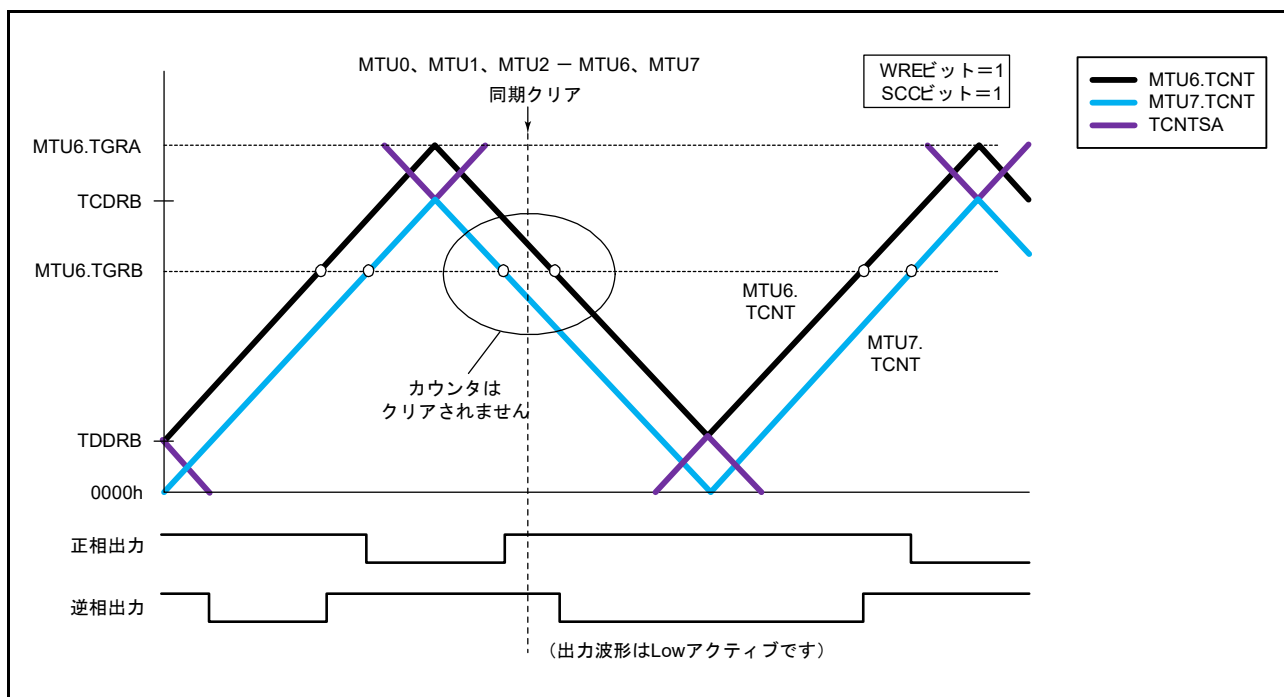 MTU0、MTU1、MTU2 － MTU6、MTU7
同期クリア
WREビット＝1
SCCビット＝1
MTU6.TCNT
MTU7.TCNT
TCNTSA
MTU6.TGRA
TCDRB
MTU6.TGRB
MTU6.
TCNT
MTU7.
TCNT
カウンタは
クリアされません
TDDRB
0000h
正相出力
逆相出力
（出力波形はLowアクティブです）